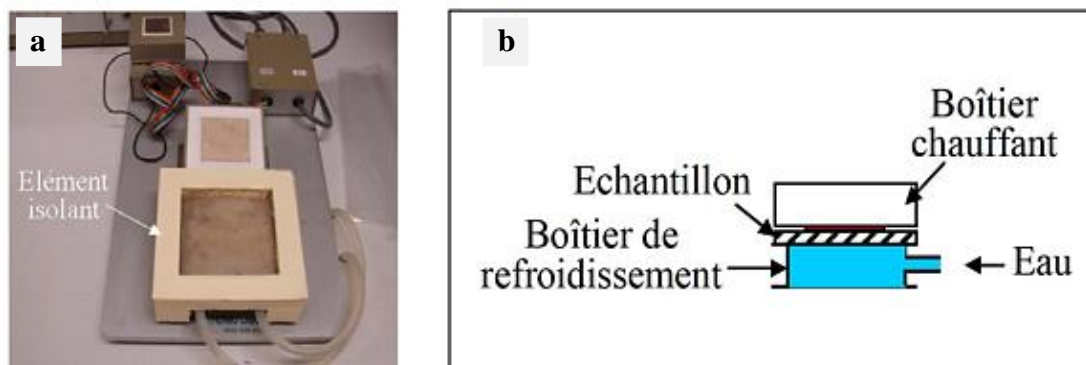 a
Elément
isolant
b
Boîtier
chauffant
Echantillon
Boîtier de
refroidissement
Eau